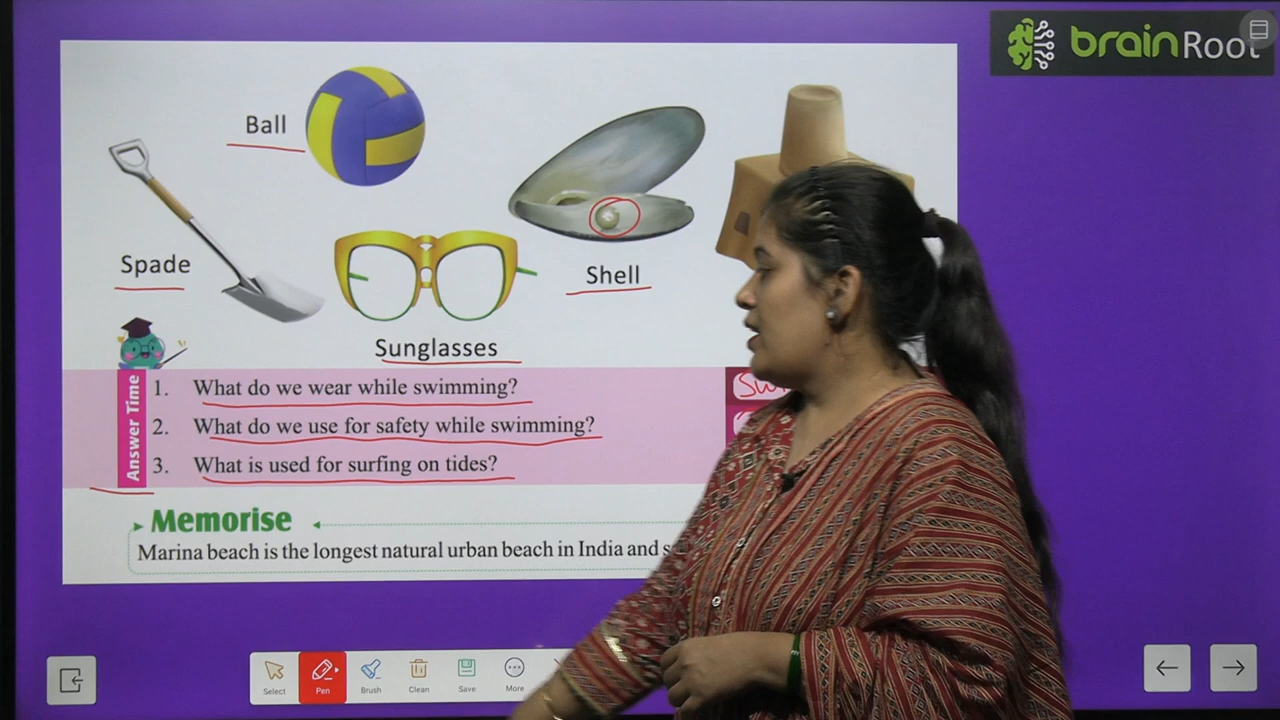 brainRoot
Ball
Spade
Shell
Sunglasses
Answer Time
1. What do we wear while swimming?
2. What do we use for safety while swimming?
3. What is used for surfing on tides?
Memorise
Marina beach is the longest natural urban beach in India and
Select
Pen
Brush
Clean
Save
More